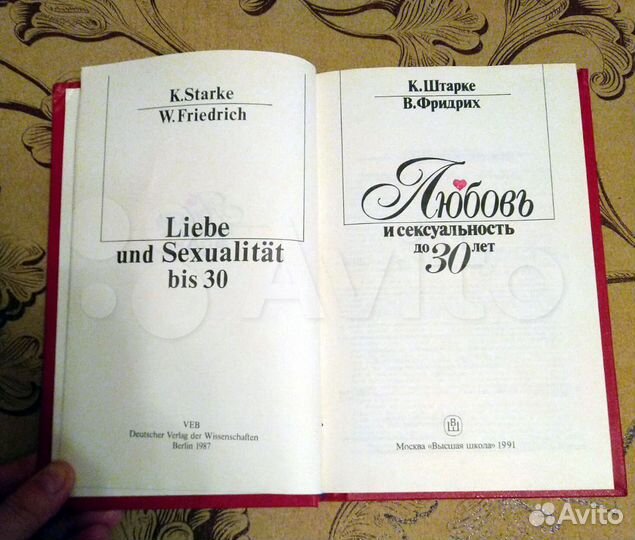 K.Starke
W.Friedrich
Liebe
und Sexualität
bis 30
VEB
Deutscher Verlag der Wissenschaften
Berlin 1987
К.Штарке
В.Фридрих
Любовь
и сексуальность
до 30 лет
Москва «Высшая школа» 1991
Avito
Avito